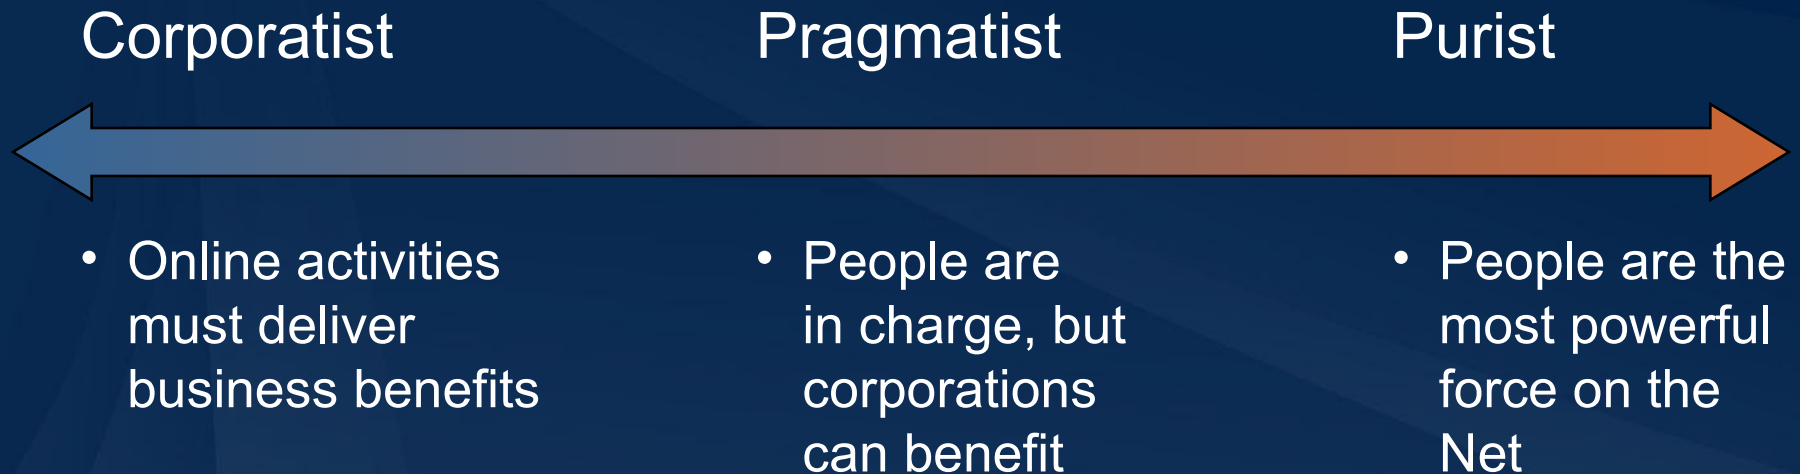 Corporatist
Pragmatist
Purist
• Online activities
must deliver
business benefits
• People are
in charge, but
corporations
can benefit
• People are the
most powerful
force on the
Net